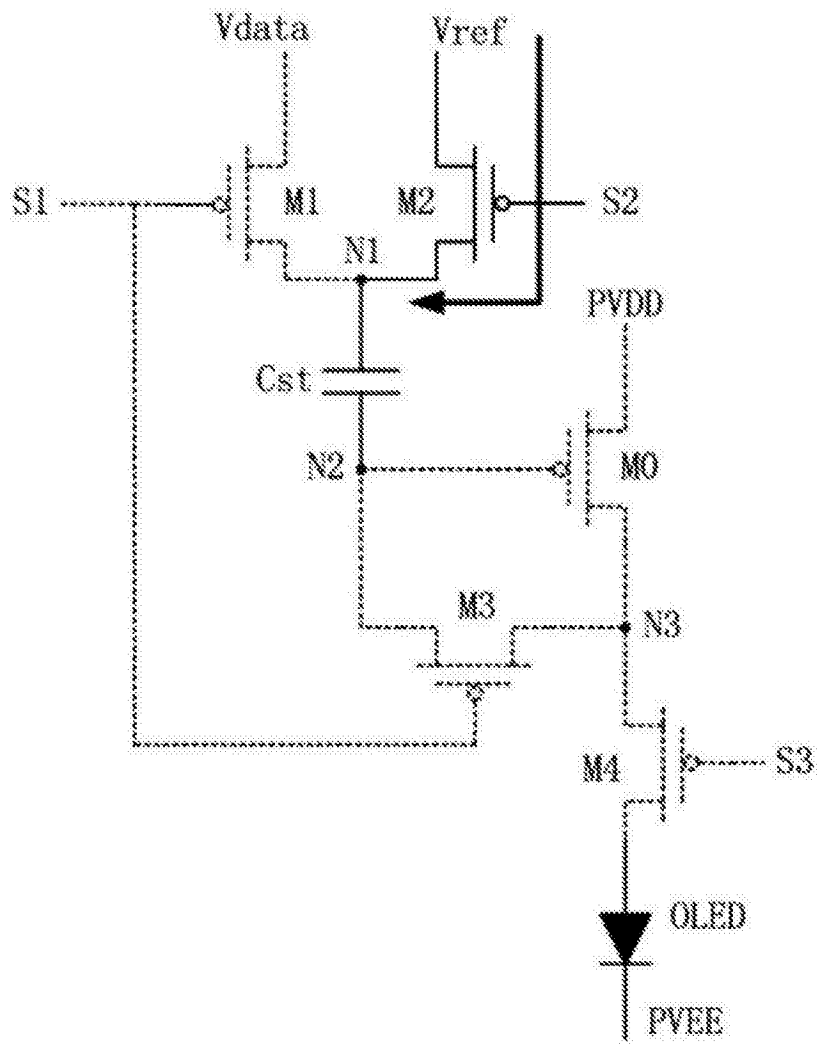 Vdata
Vref
S1
M1
M2
S2
N1
PVDD
Cst
N2
M0
M3
N3
M4
S3
OLED
PVEE